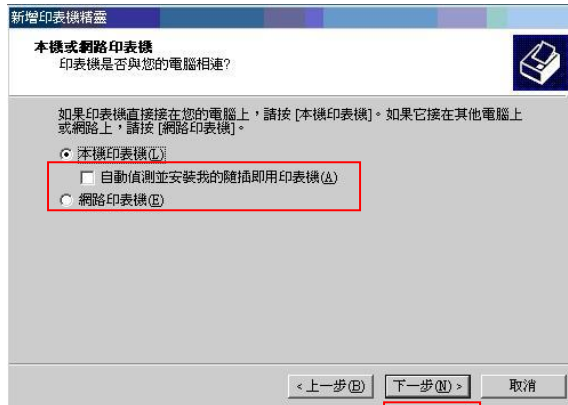 新增印表機精靈
本機或網路印表機
印表機是否與您的電腦相連?
如果印表機直接接在您的電腦上，請按 [本機印表機]。如果它接在其他電腦上
或網路上，請按 [網路印表機]。
本機印表機(L)
自動偵測並安裝我的隨插即用印表機(A)
網路印表機(E)
<上一步(B) 下一步(N)> 取消